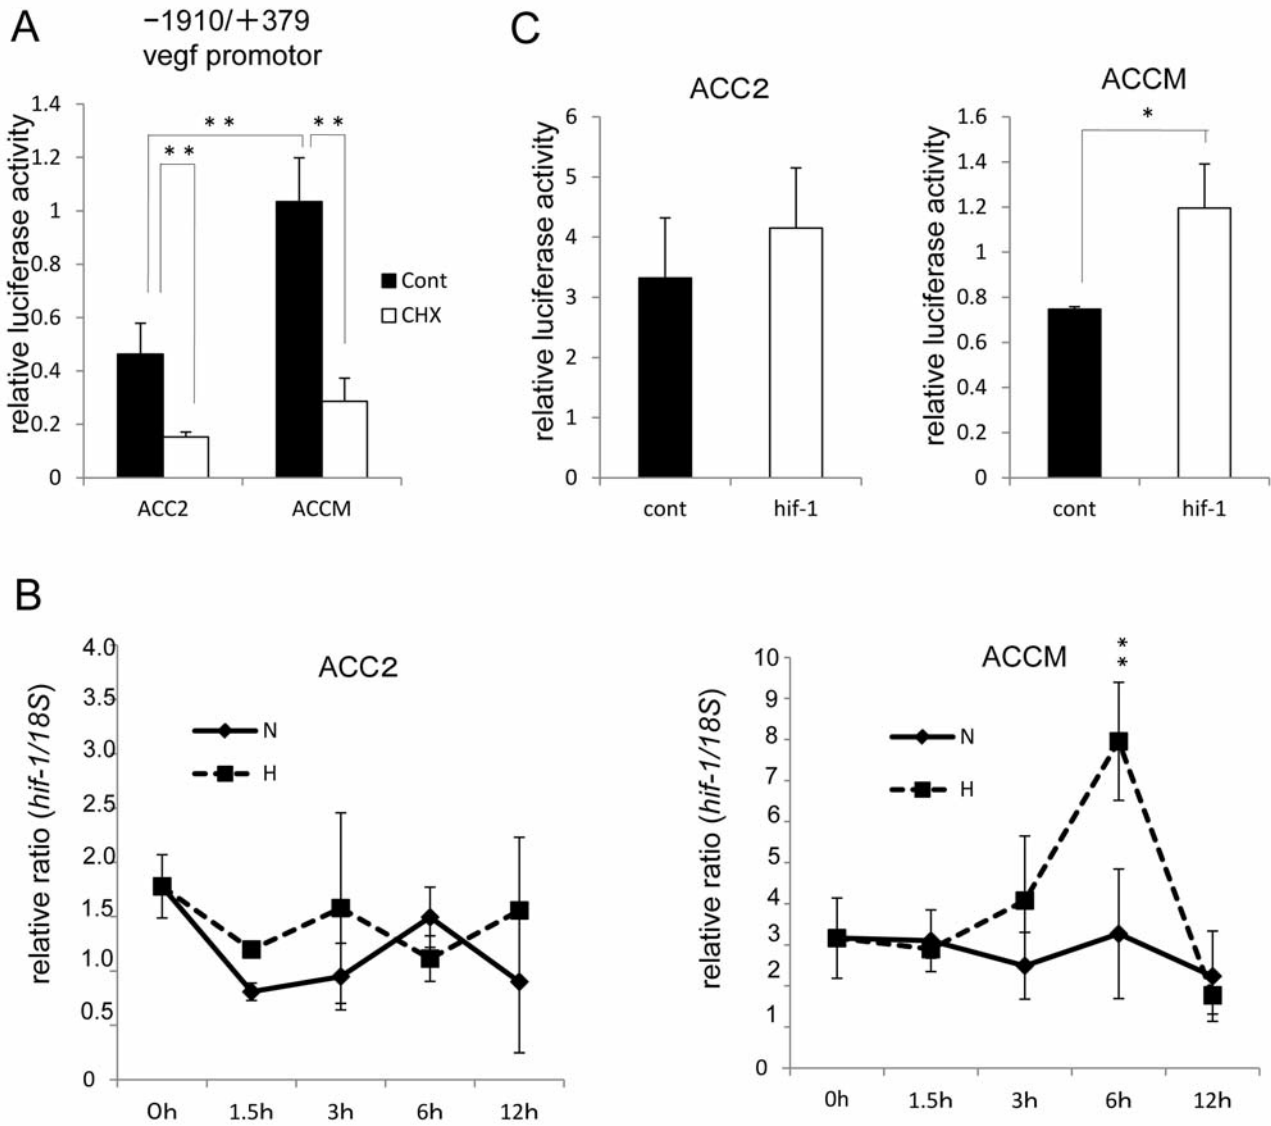 A
−1910/+379
vegf promotor
relative luciferase activity
1.4
1.2
1
0.8
0.6
0.4
0.2
0
* *
* *
* *
Cont
CHX
ACC2
ACCM
C
ACC2
relative luciferase activity
6
5
4
3
2
1
0
cont
hif-1
ACCM
relative luciferase activity
1.6
1.4
1.2
1
0.8
0.6
0.4
0.2
0
*
cont
hif-1
B
ACC2
relative ratio (hif-1/18S)
4.0
3.5
3.0
2.5
2.0
1.5
1.0
0.5
0
N
H
0h
1.5h
3h
6h
12h
ACCM
relative ratio (hif-1/18S)
10
9
8
7
6
5
4
3
2
1
0
* *
N
H
0h
1.5h
3h
6h
12h